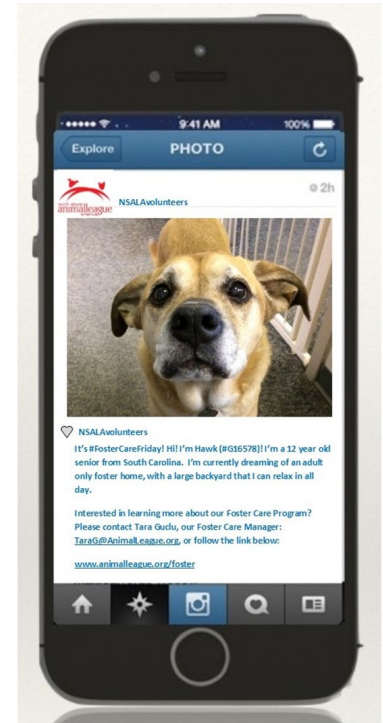 9:41 AM
100%
Explore
PHOTO
2h
animalleague
NSALAvolunteers
NSALAvolunteers
It's #FosterCareFriday! Hi! I'm Hawk (#G16578)! I'm a 12 year old
senior from South Carolina. I'm currently dreaming of an adult
only foster home, with a large backyard that I can relax in all
day.
Interested in learning more about our Foster Care Program?
Please contact Tara Guclu, our Foster Care Manager:
TaraG@AnimalLeague.org, or follow the link below:
www.animalleague.org/foster